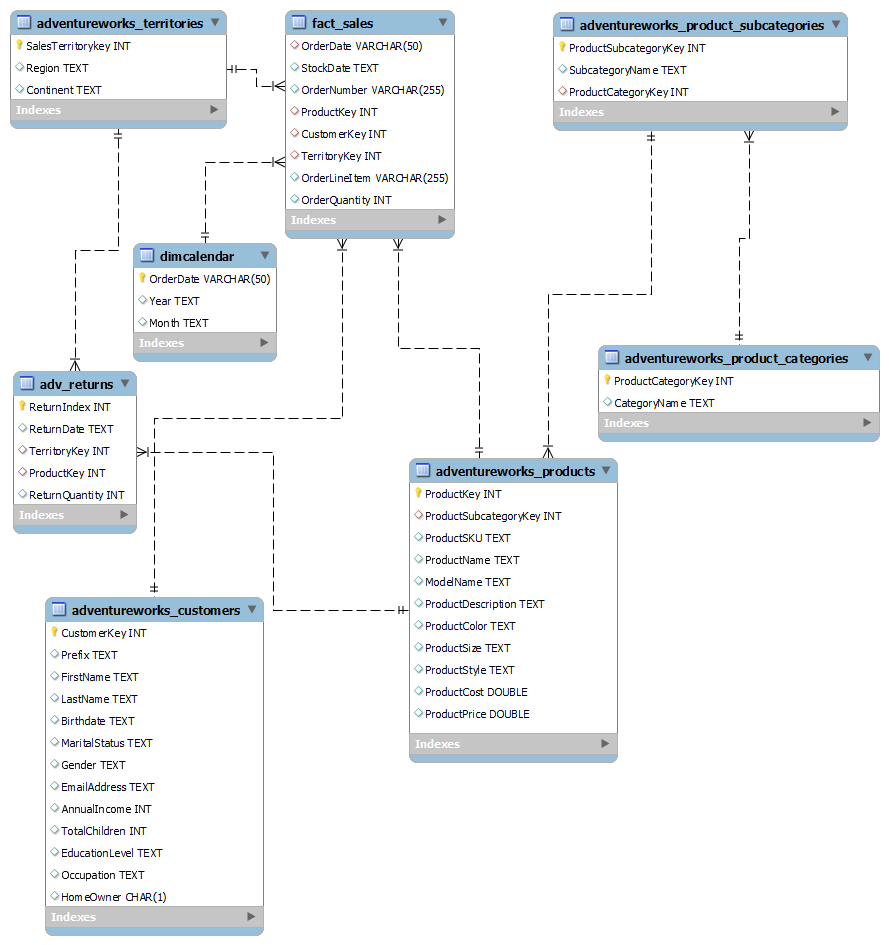 adventureworks_territories
SalesTerritorykey INT
Region TEXT
Continent TEXT
Indexes
fact_sales
OrderDate VARCHAR(50)
StockDate TEXT
OrderNumber VARCHAR(255)
ProductKey INT
CustomerKey INT
TerritoryKey INT
OrderLineItem VARCHAR(255)
OrderQuantity INT
Indexes
adventureworks_product_subcategories
ProductSubcategoryKey INT
SubcategoryName TEXT
ProductCategoryKey INT
Indexes
dimcalendar
OrderDate VARCHAR(50)
Year TEXT
Month TEXT
Indexes
adventureworks_product_categories
ProductCategoryKey INT
CategoryName TEXT
Indexes
adv_returns
ReturnIndex INT
ReturnDate TEXT
TerritoryKey INT
ProductKey INT
ReturnQuantity INT
Indexes
adventureworks_products
ProductKey INT
ProductSubcategoryKey INT
ProductSKU TEXT
ProductName TEXT
ModelName TEXT
ProductDescription TEXT
ProductColor TEXT
ProductSize TEXT
ProductStyle TEXT
ProductCost DOUBLE
ProductPrice DOUBLE
Indexes
adventureworks_customers
CustomerKey INT
Prefix TEXT
FirstName TEXT
LastName TEXT
Birthdate TEXT
MaritalStatus TEXT
Gender TEXT
EmailAddress TEXT
AnnualIncome INT
TotalChildren INT
EducationLevel TEXT
Occupation TEXT
HomeOwner CHAR(1)
Indexes